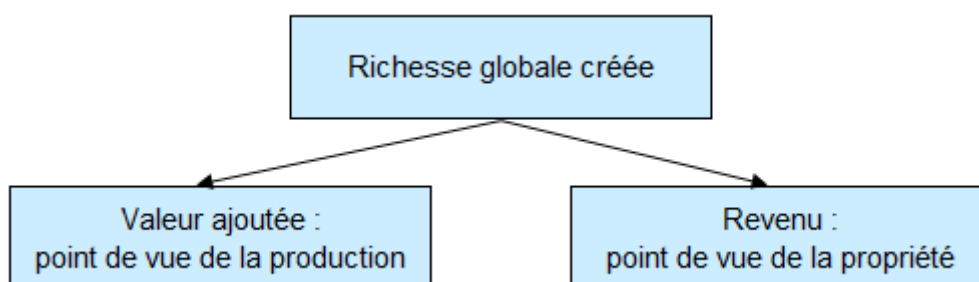 Richesse globale créée
Valeur ajoutée :
point de vue de la production
Revenu :
point de vue de la propriété